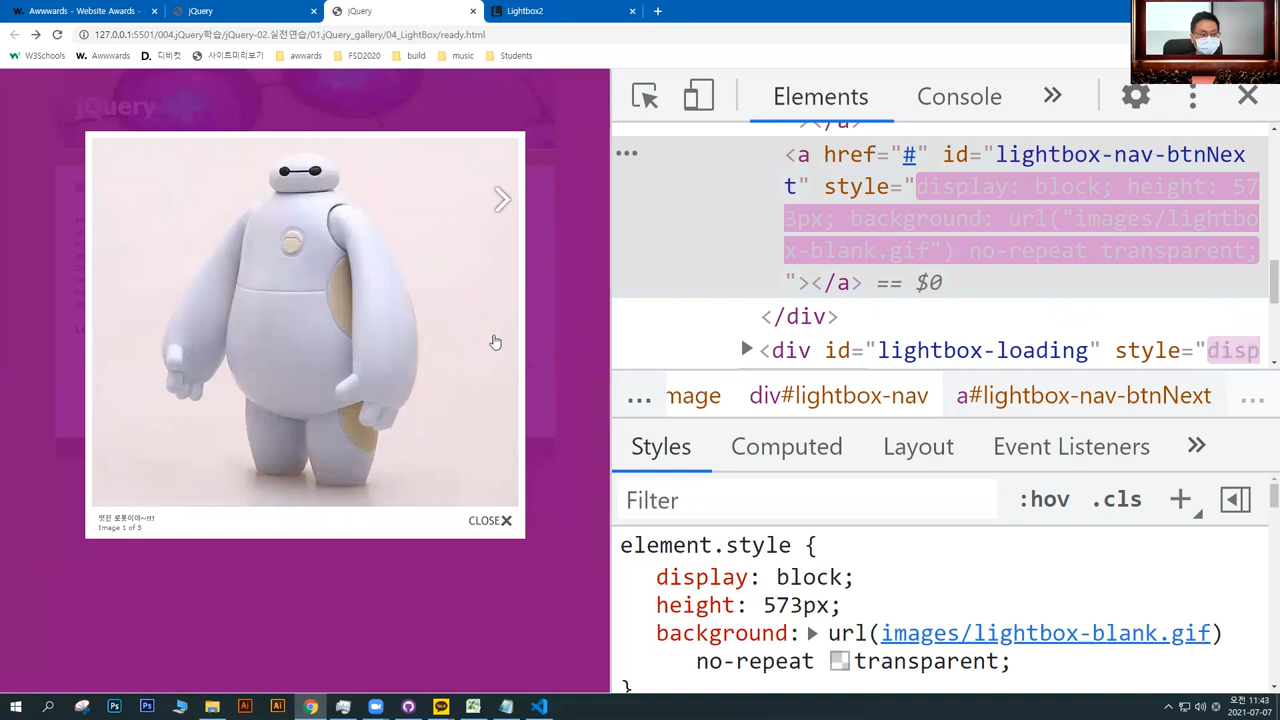 Awwwards - Website Awards -
jQuery
jQuery
Lightbox2
127.0.0.1:5501/004.jQuery학습/jQuery-02.실전연습/01.jQuery_gallery/04_LightBox/ready.html
W3Schools
Awwwards
디비컷
사이트미리보기
awwards
FSD2020
build
music
Students
jQuery
멋진 로봇이야~!!!
Image 1 of 5
CLOSE
Elements
Console
></a>
<a href="#" id="lightbox-nav-btnNex
t" style="display: block; height: 57
3px; background: url("images/lightbo
x-blank.gif") no-repeat transparent;
"></a> == $0
</div>
<div id="lightbox-loading" style="disp
... mage div#lightbox-nav a#lightbox-nav-btnNext ...
Styles
Computed
Layout
Event Listeners
Filter
:hov
.cls
element.style {
display: block;
height: 573px;
background: url(images/lightbox-blank.gif)
no-repeat transparent;
}
오전 11:43
2021-07-07